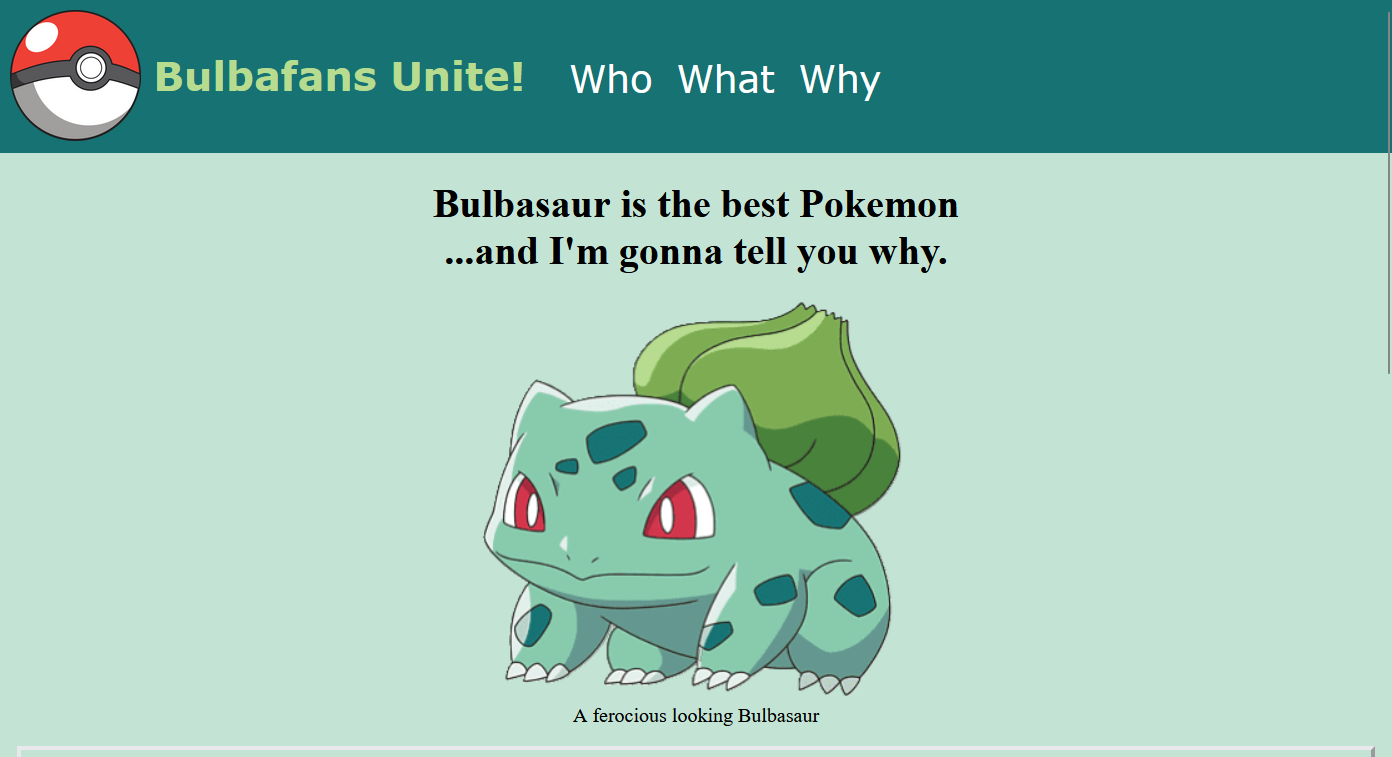 Bulbafans Unite! Who What Why
Bulbasaur is the best Pokemon
...and I'm gonna tell you why.
A ferocious looking Bulbasaur